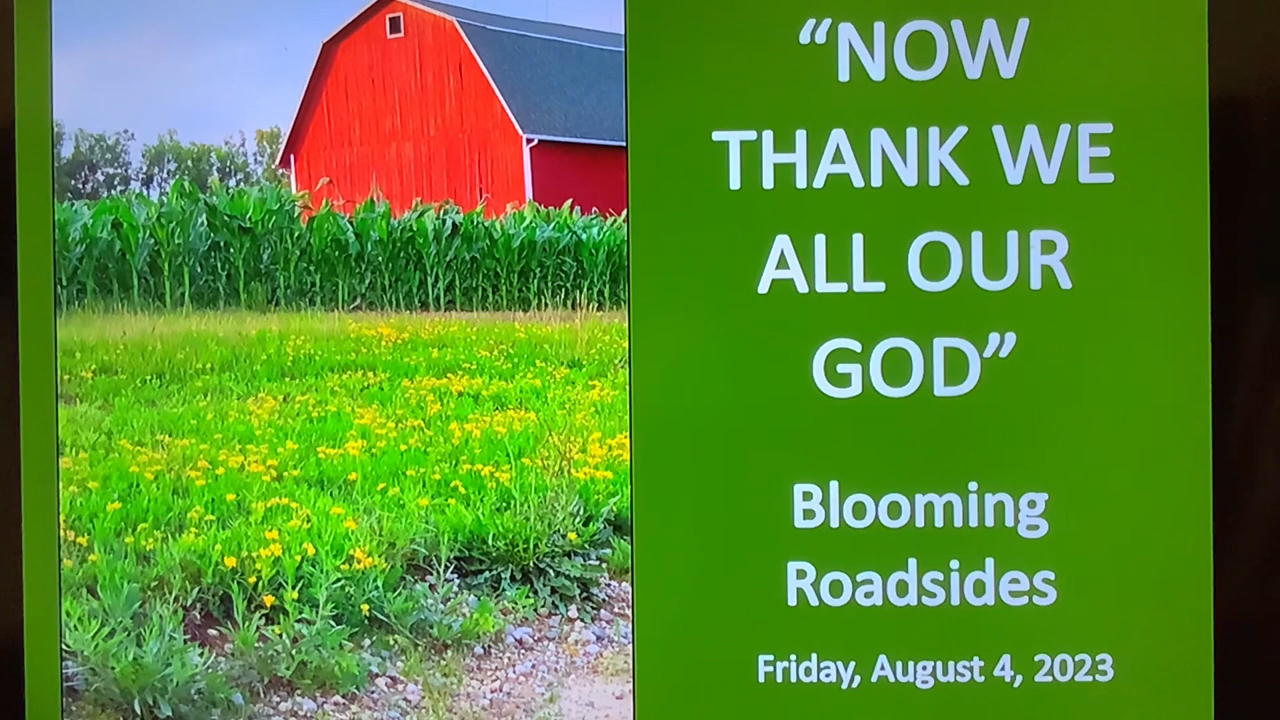 “NOW
THANK WE
ALL OUR
GOD”
Blooming
Roadsides
Friday, August 4, 2023